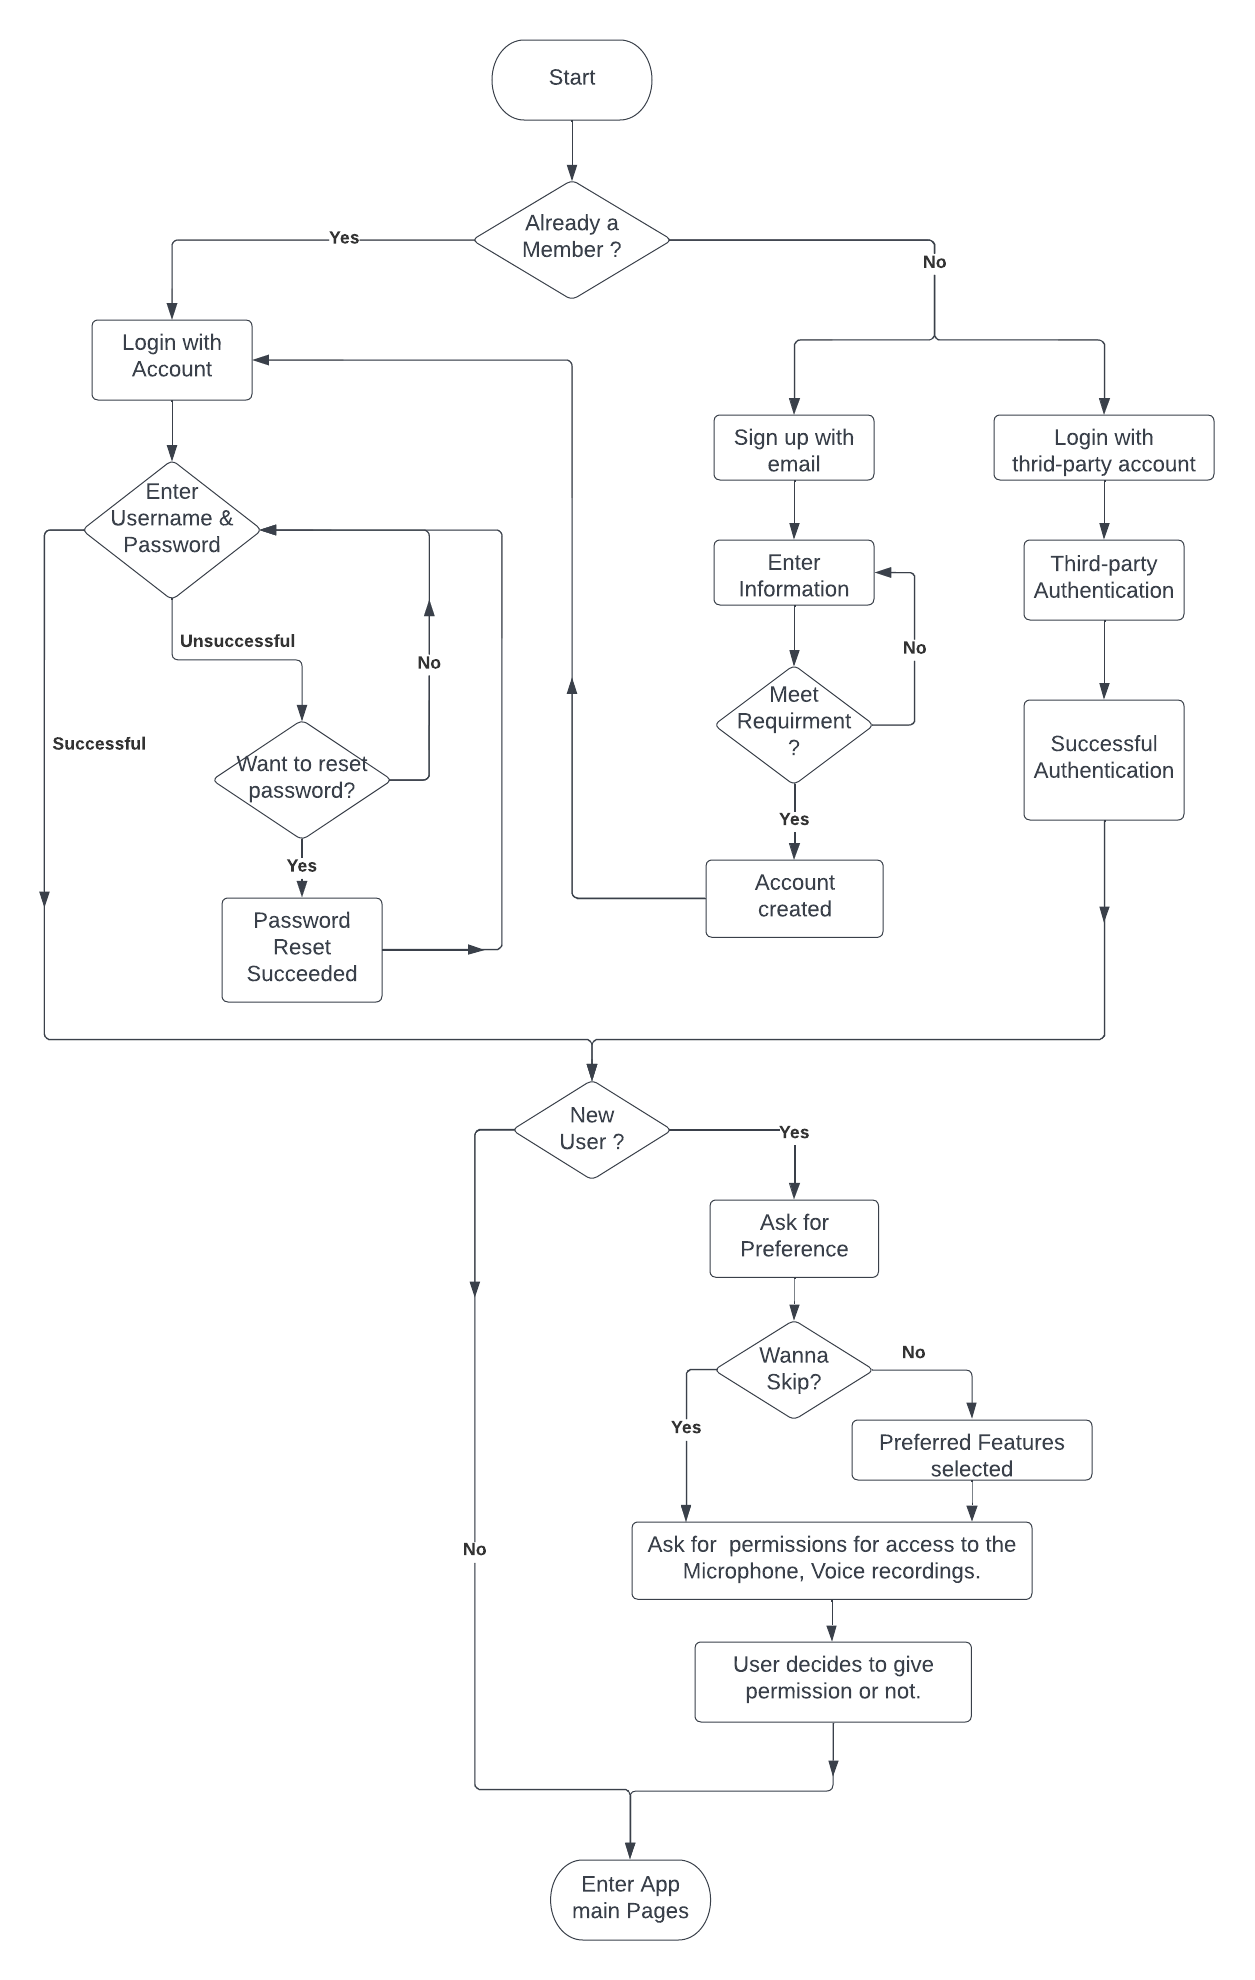 Start
Already a
Member ?
Yes
No
Login with
Account
Sign up with
email
Login with
thrid-party account
Enter
Username &
Password
Enter
Information
Third-party
Authentication
Unsuccessful
No
No
Meet
Requirment
?
Successful
Want to reset
password?
Successful
Authentication
Yes
Yes
Account
created
Password
Reset
Succeeded
New
User ?
Yes
Ask for
Preference
Wanna
Skip?
No
Yes
Preferred Features
selected
No
Ask for  permissions for access to the
Microphone, Voice recordings.
User decides to give
permission or not.
Enter App
main Pages